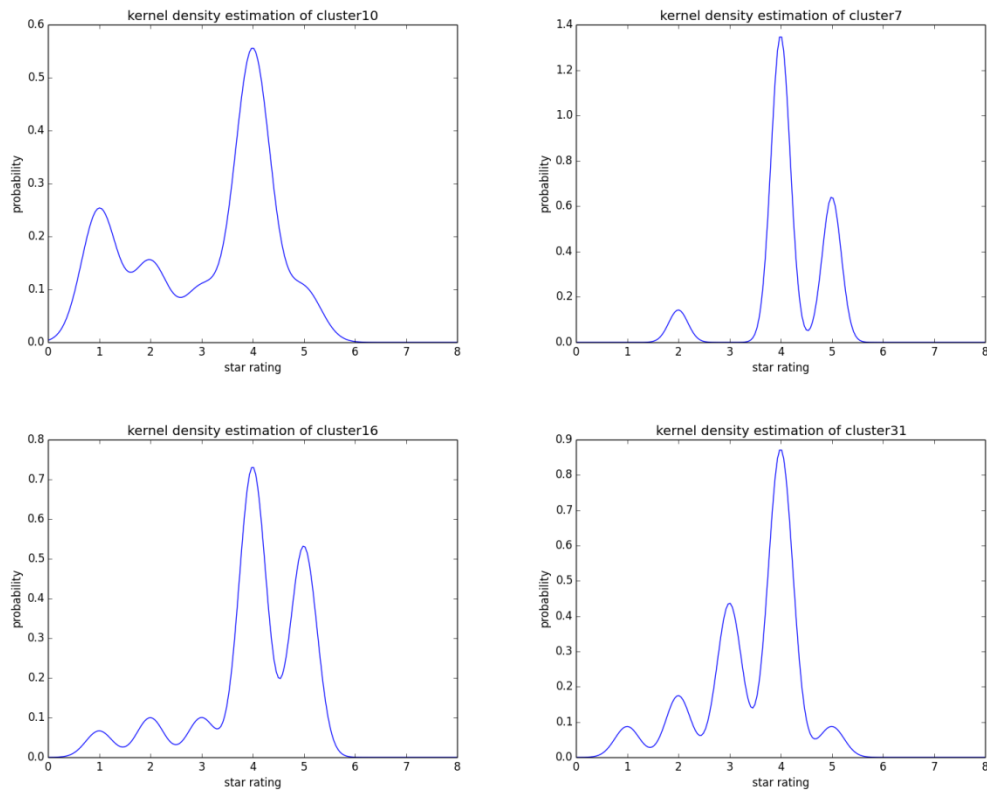 kernel density estimation of cluster10
0.6
0.5
0.4
0.3
0.2
0.1
0.0
probability
0 1 2 3 4 5 6 7 8
star rating
kernel density estimation of cluster7
1.4
1.2
1.0
0.8
0.6
0.4
0.2
0.0
probability
0 1 2 3 4 5 6 7 8
star rating
kernel density estimation of cluster16
0.8
0.7
0.6
0.5
0.4
0.3
0.2
0.1
0.0
probability
0 1 2 3 4 5 6 7 8
star rating
kernel density estimation of cluster31
0.9
0.8
0.7
0.6
0.5
0.4
0.3
0.2
0.1
0.0
probability
0 1 2 3 4 5 6 7 8
star rating